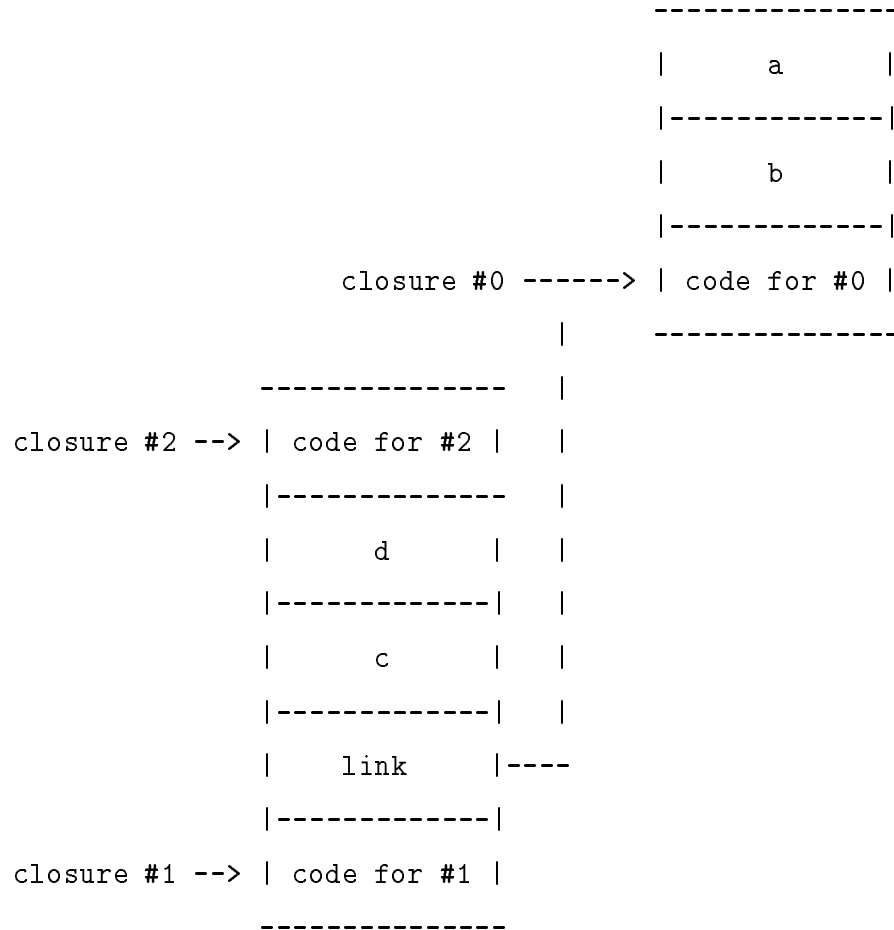 ---------------
|      a      |
|-------------|
|      b      |
|-------------|
closure #0 ------> | code for #0 |
|    ---------------
---------------   |
closure #2 --> | code for #2 |   |
|--------------   |
|      d      |   |
|-------------|   |
|      c      |   |
|-------------|   |
|    link     |----
|-------------|
closure #1 --> | code for #1 |
---------------